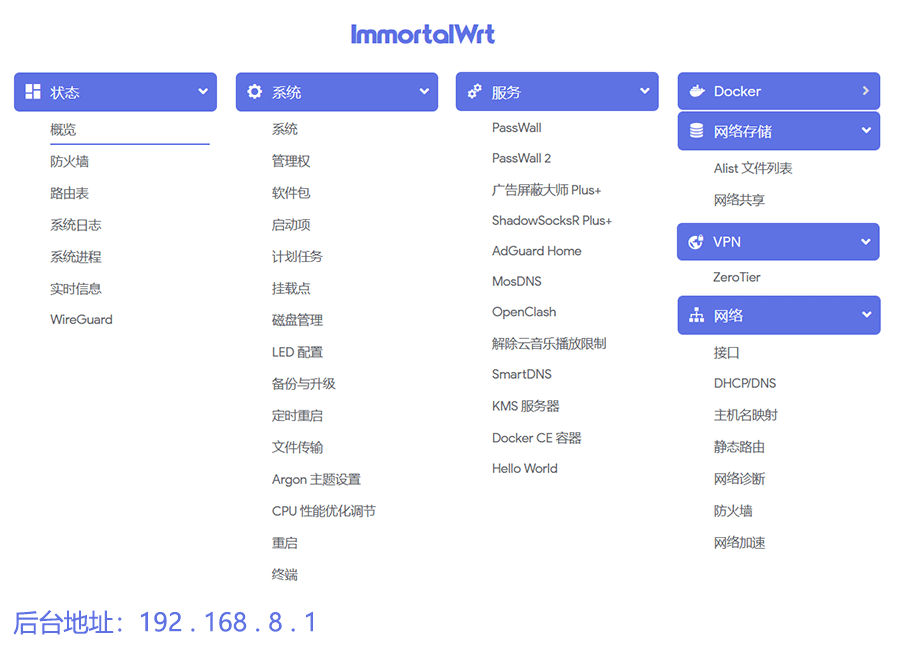 ImmortalWrt
状态
概览
防火墙
路由表
系统日志
系统进程
实时信息
WireGuard
系统
系统
管理权
软件包
启动项
计划任务
挂载点
磁盘管理
LED 配置
备份与升级
定时重启
文件传输
Argon 主题设置
CPU 性能优化调节
重启
终端
服务
PassWall
PassWall 2
广告屏蔽大师 Plus+
ShadowSocksR Plus+
AdGuard Home
MosDNS
OpenClash
解除云音乐播放限制
SmartDNS
KMS 服务器
Docker CE 容器
Hello World
Docker
网络存储
Alist 文件列表
网络共享
VPN
ZeroTier
网络
接口
DHCP/DNS
主机名映射
静态路由
网络诊断
防火墙
网络加速
后台地址：192 . 168 . 8 . 1